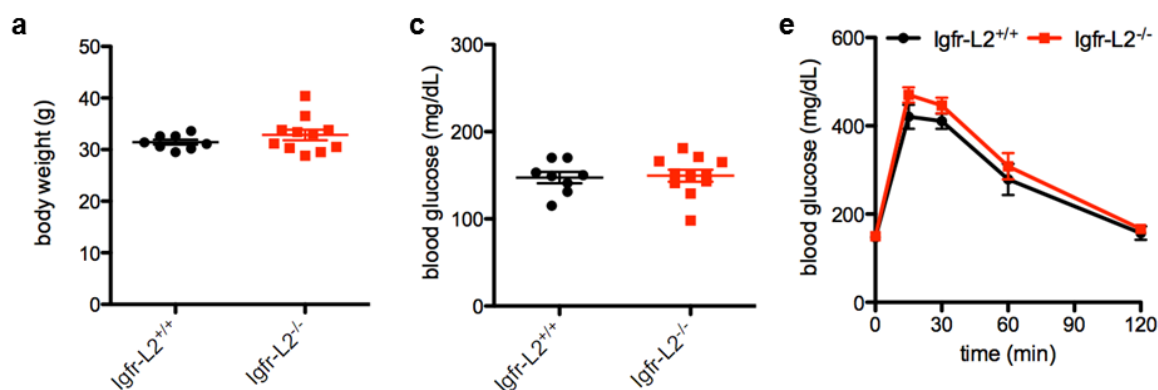 a
body weight (g)
50
40
30
20
10
0
Igfr-L2+/+
Igfr-L2-/-
c
blood glucose (mg/dL)
300
200
100
0
Igfr-L2+/+
Igfr-L2-/-
e
Igfr-L2+/+ Igfr-L2-/-
blood glucose (mg/dL)
600
400
200
0
0 30 60 90 120
time (min)